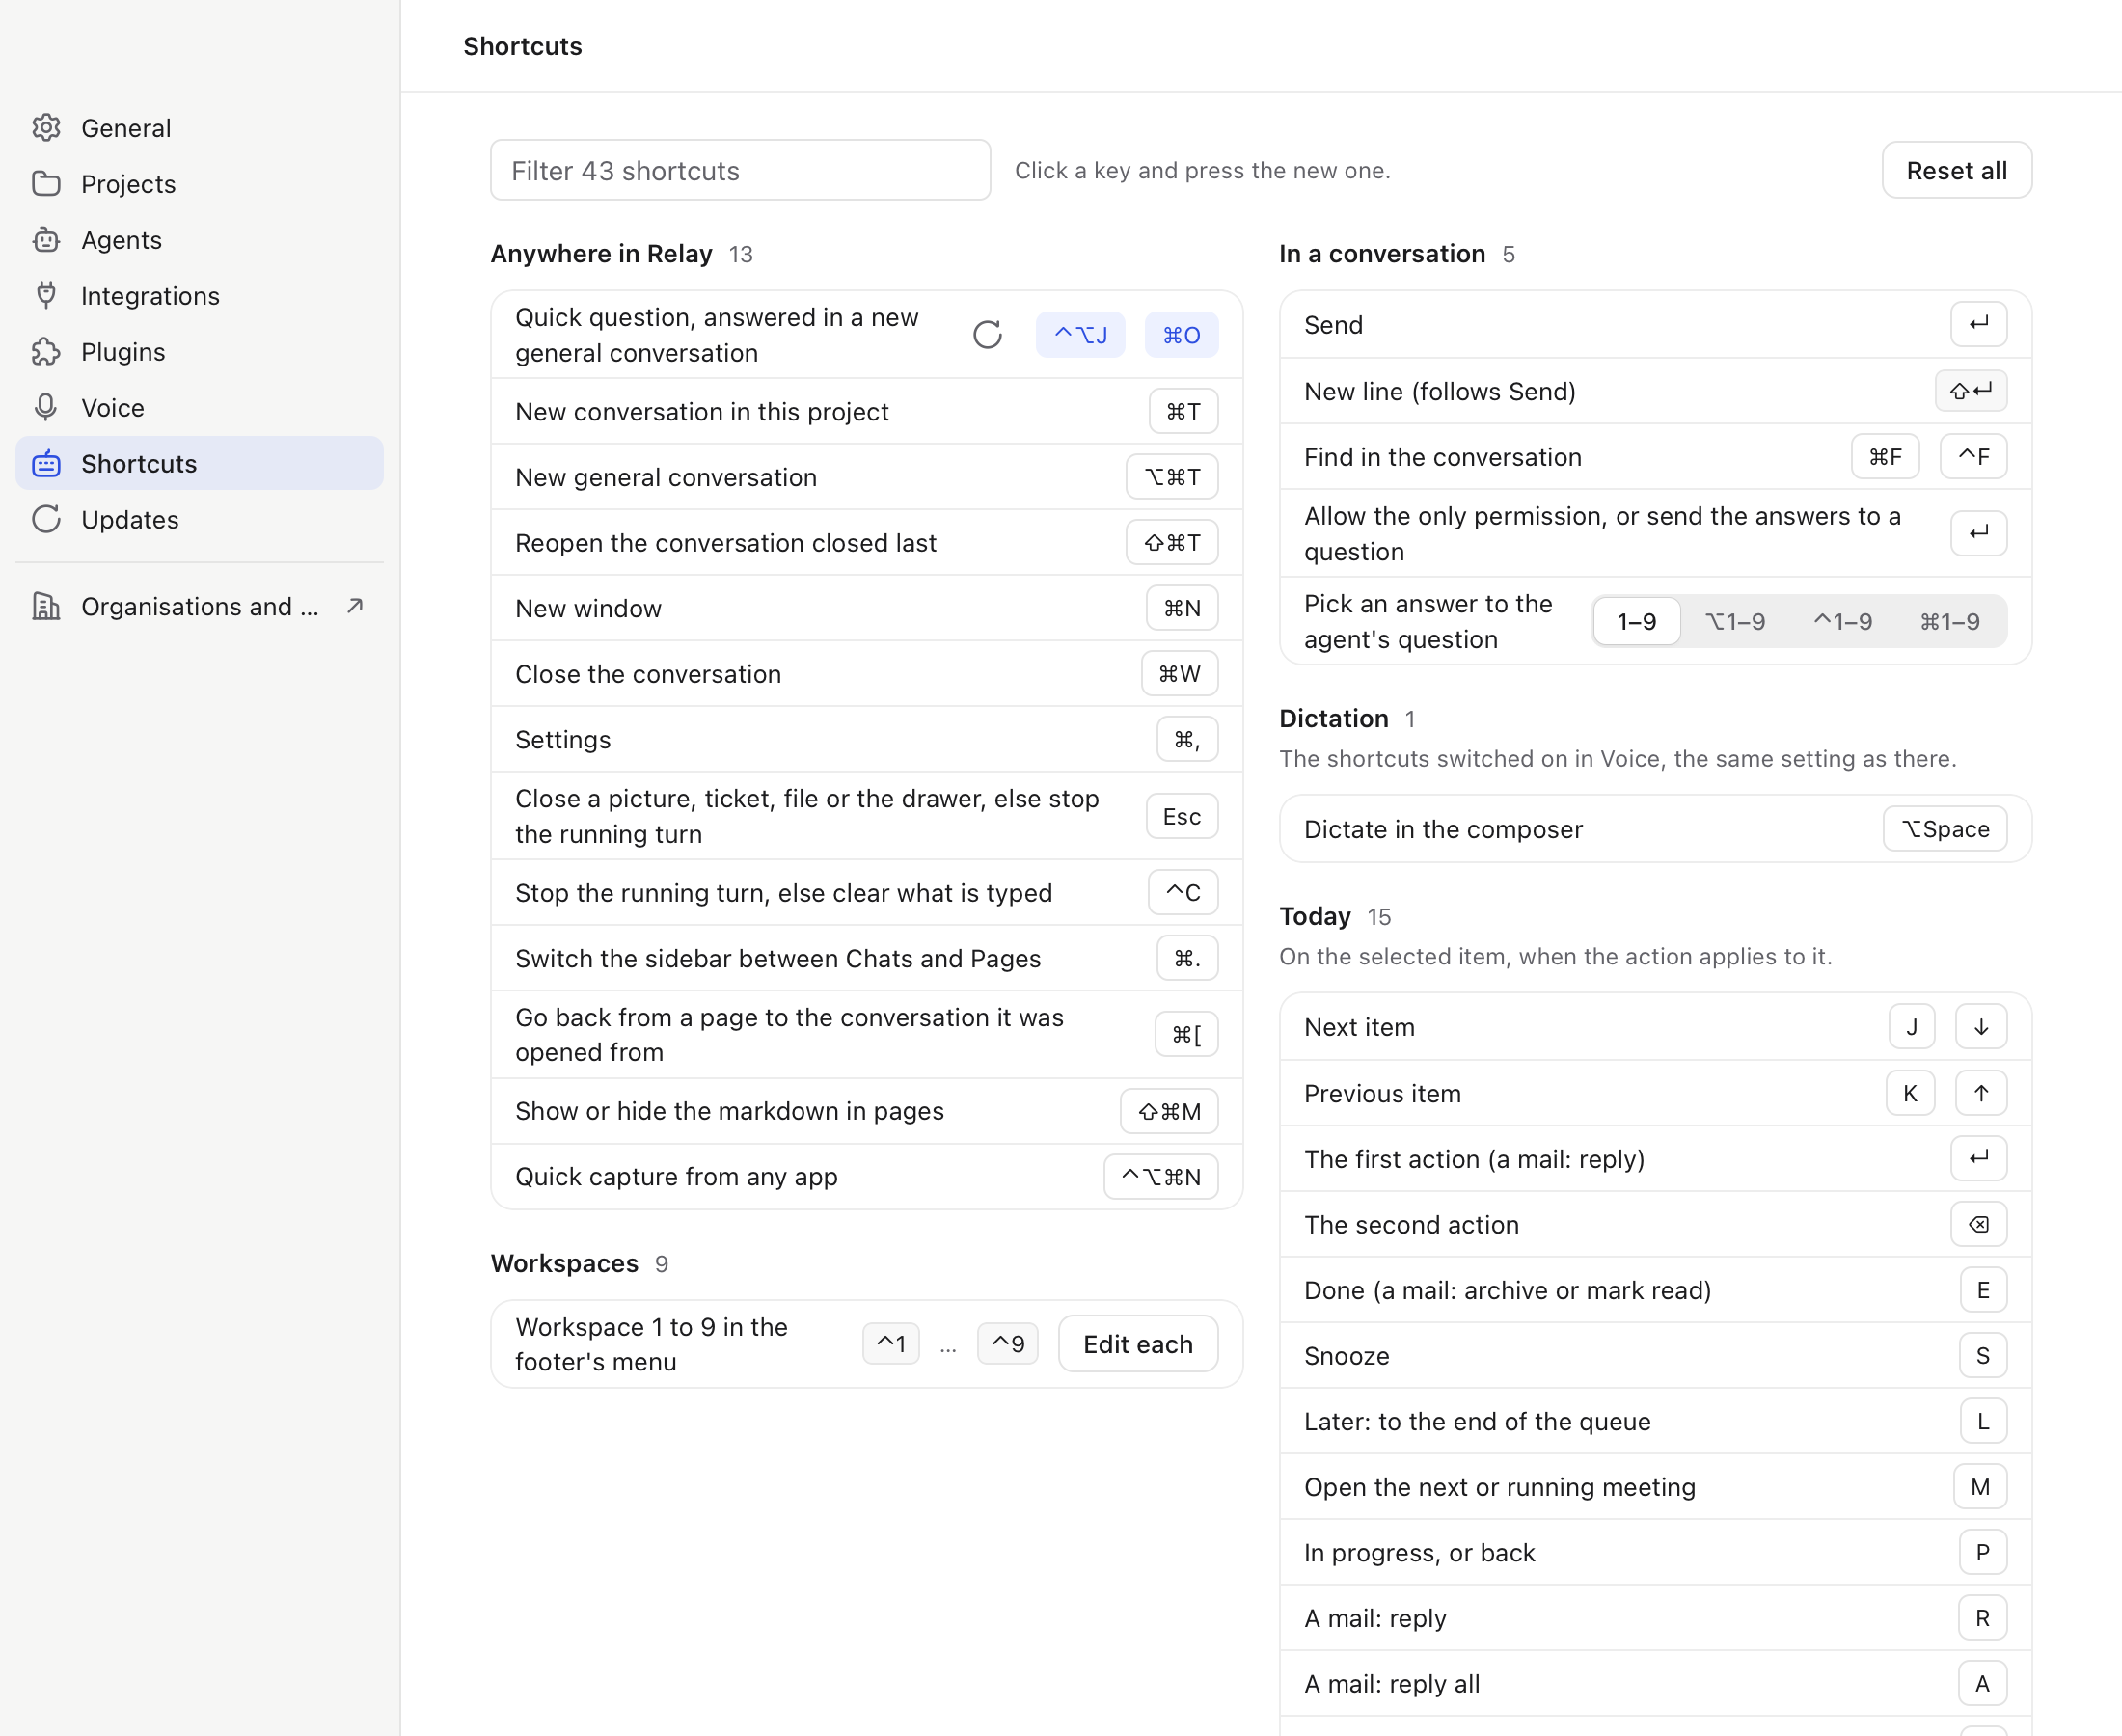 Shortcuts
General
Projects
Agents
Integrations
Plugins
Voice
Shortcuts
Updates
Organisations and ... ↗
Filter 43 shortcuts
Click a key and press the new one.
Reset all
Anywhere in Relay 13
Quick question, answered in a new
general conversation
⌃⌥J ⌘O
New conversation in this project ⌘T
New general conversation ⌥⌘T
Reopen the conversation closed last ⇧⌘T
New window ⌘N
Close the conversation ⌘W
Settings ⌘,
Close a picture, ticket, file or the drawer, else stop
the running turn
Esc
Stop the running turn, else clear what is typed ⌃C
Switch the sidebar between Chats and Pages ⌘.
Go back from a page to the conversation it was
opened from
⌘[
Show or hide the markdown in pages ⇧⌘M
Quick capture from any app ⌃⌥⌘N
Workspaces 9
Workspace 1 to 9 in the
footer's menu
⌃1 ... ⌃9 Edit each
In a conversation 5
Send ↵
New line (follows Send) ⇧↵
Find in the conversation ⌘F ⌃F
Allow the only permission, or send the answers to a
question
↵
Pick an answer to the
agent's question
1–9 ⌥1–9 ⌃1–9 ⌘1–9
Dictation 1
The shortcuts switched on in Voice, the same setting as there.
Dictate in the composer ⌥Space
Today 15
On the selected item, when the action applies to it.
Next item J ↓
Previous item K ↑
The first action (a mail: reply) ↵
The second action ⌫
Done (a mail: archive or mark read) E
Snooze S
Later: to the end of the queue L
Open the next or running meeting M
In progress, or back P
A mail: reply R
A mail: reply all A